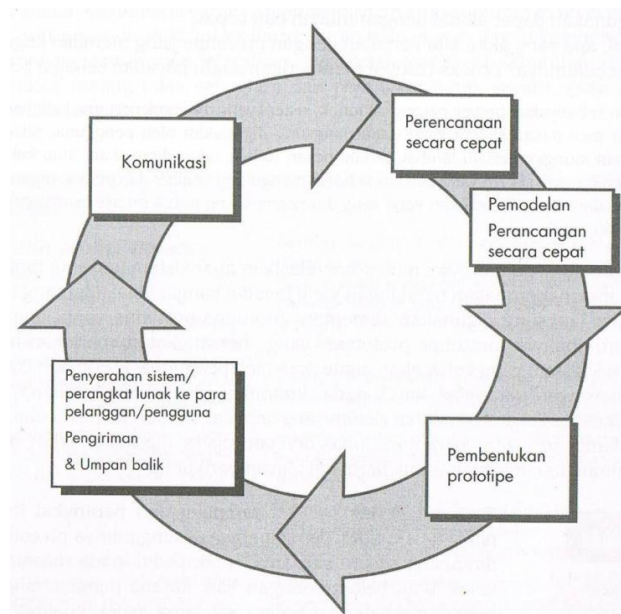 Komunikasi
Perencanaan
secara cepat
Pemodelan
Perancangan
secara cepat
Pembentukan
prototipe
Penyerahan sistem/
perangkat lunak ke para
pelanggan/pengguna
Pengiriman
& Umpan balik